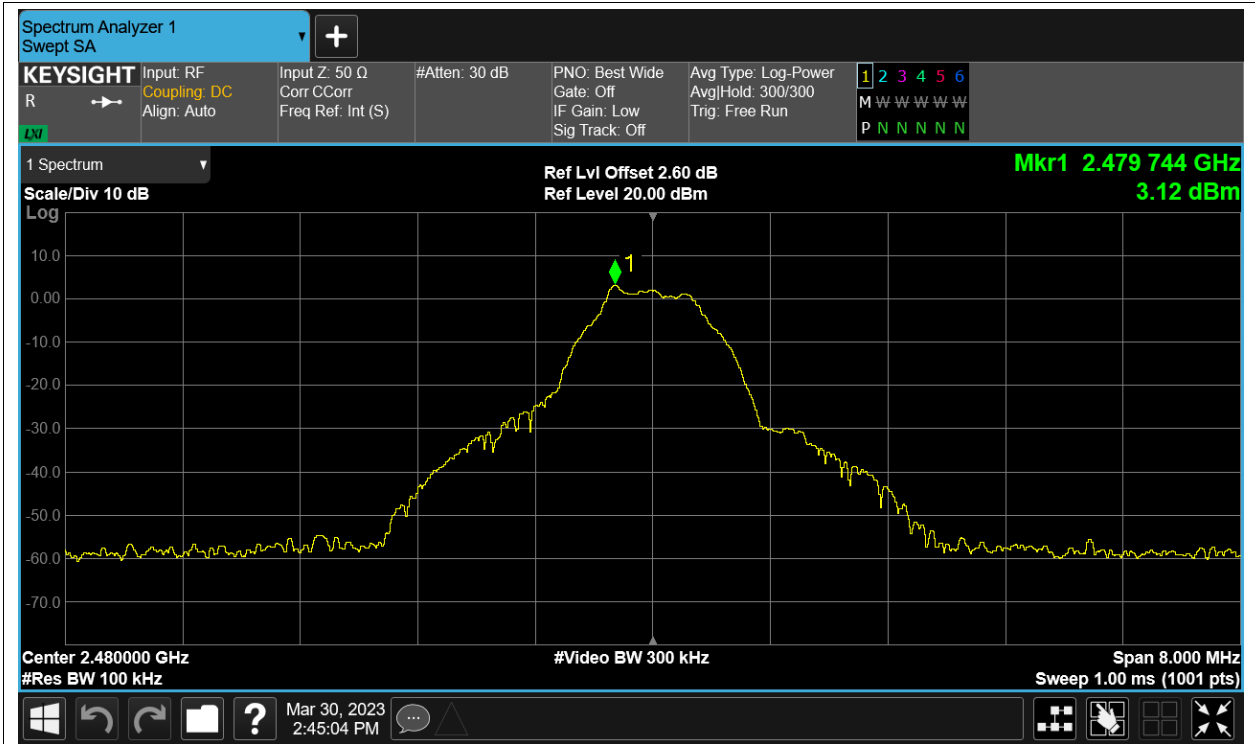 Spectrum Analyzer 1
Swept SA
KEYSIGHT
R
LXI
Input: RF
Coupling: DC
Align: Auto
Input Z: 50 Ω
Corr CCorr
Freq Ref: Int (S)
#Atten: 30 dB
PNO: Best Wide
Gate: Off
IF Gain: Low
Sig Track: Off
Avg Type: Log-Power
Avg|Hold: 300/300
Trig: Free Run
1 2 3 4 5 6
M W W W W W
P N N N N N
1 Spectrum
Scale/Div 10 dB
Log
Ref Lvl Offset 2.60 dB
Ref Level 20.00 dBm
Mkr1 2.479 744 GHz
3.12 dBm
1
10.0
0.00
-10.0
-20.0
-30.0
-40.0
-50.0
-60.0
-70.0
Center 2.480000 GHz
#Res BW 100 kHz
#Video BW 300 kHz
Span 8.000 MHz
Sweep 1.00 ms (1001 pts)
?
Mar 30, 2023
2:45:04 PM